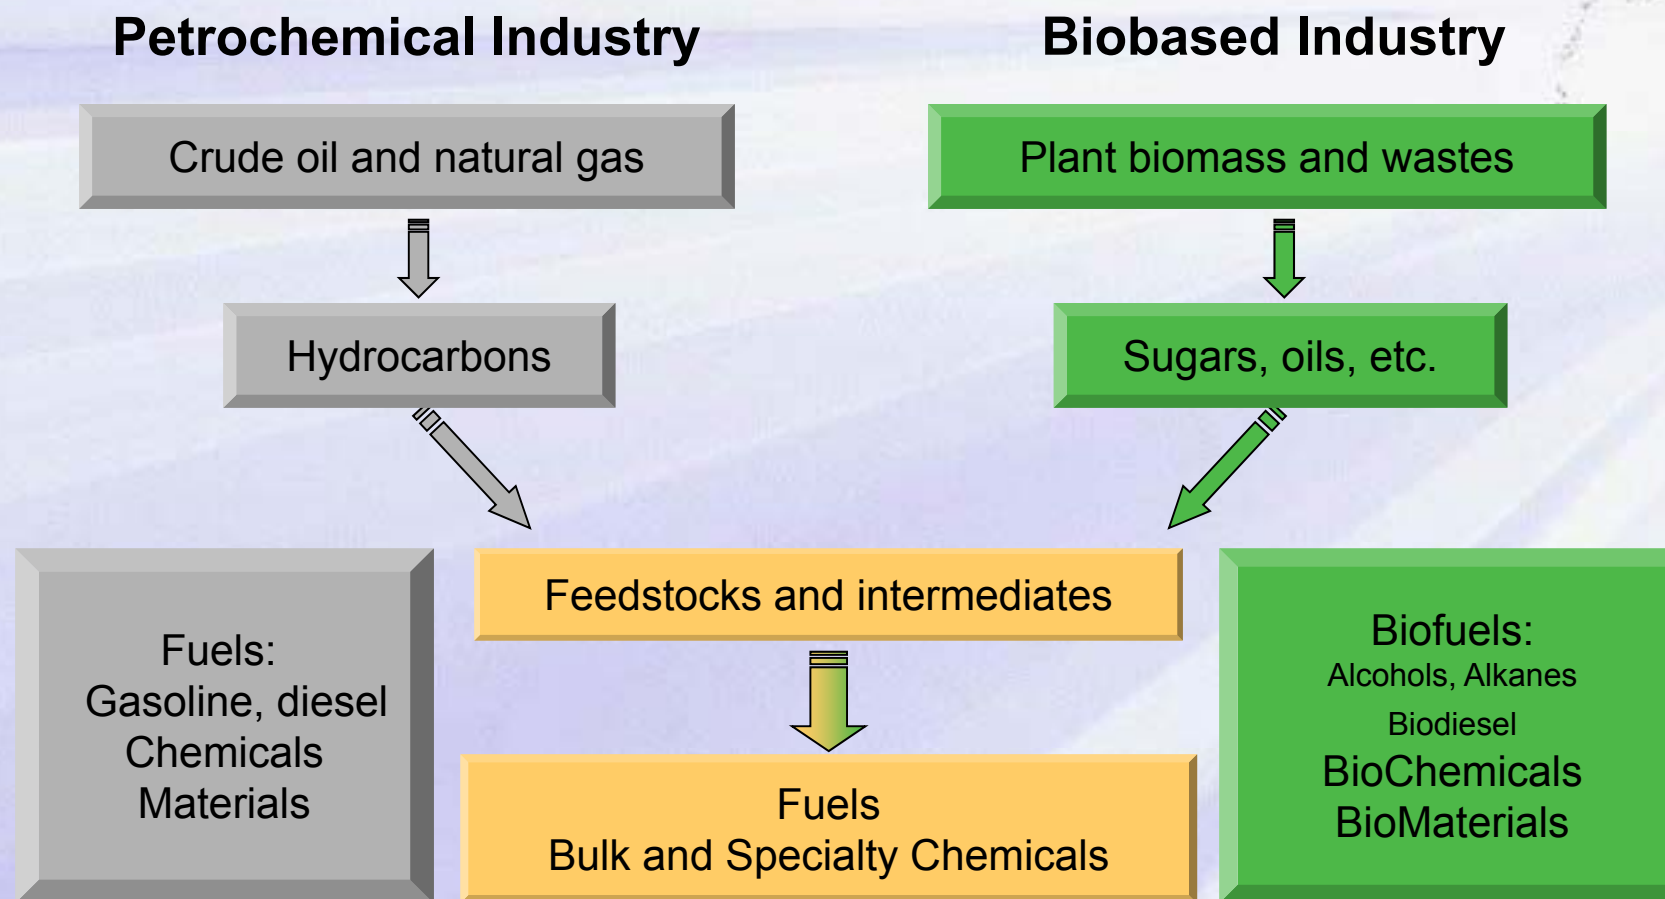 Petrochemical Industry
Biobased Industry
Crude oil and natural gas
Plant biomass and wastes
Hydrocarbons
Sugars, oils, etc.
Feedstocks and intermediates
Fuels:
Gasoline, diesel
Chemicals
Materials
Fuels
Bulk and Specialty Chemicals
Biofuels:
Alcohols, Alkanes
Biodiesel
BioChemicals
BioMaterials